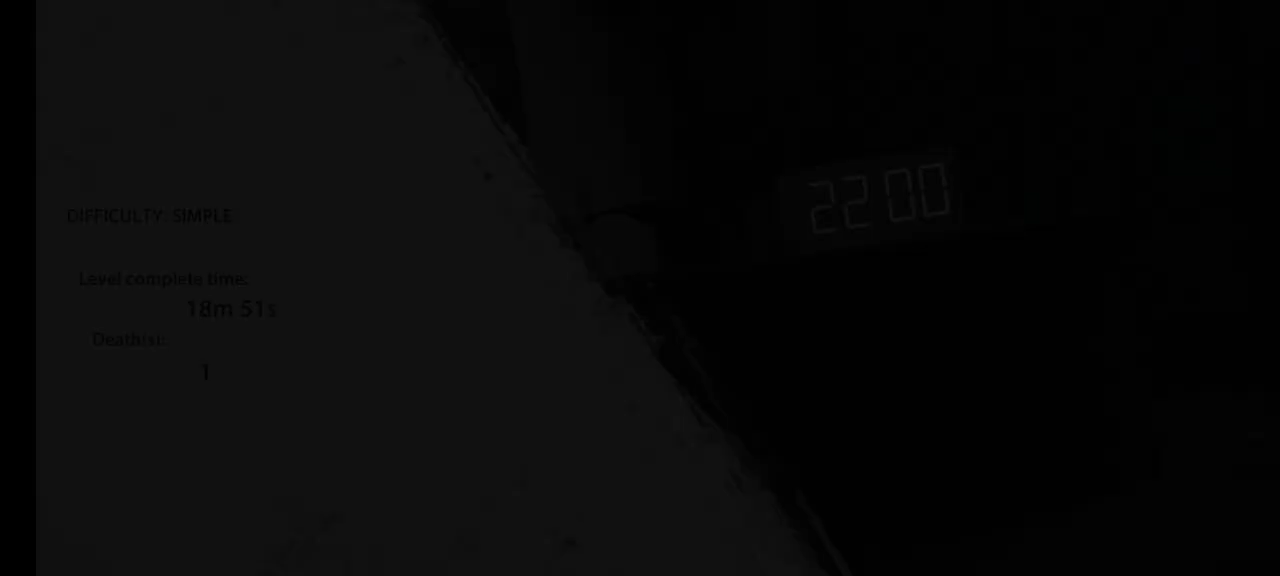 DIFFICULTY: SIMPLE
Level complete time:
18m 51s
Death(s):
1
22:00